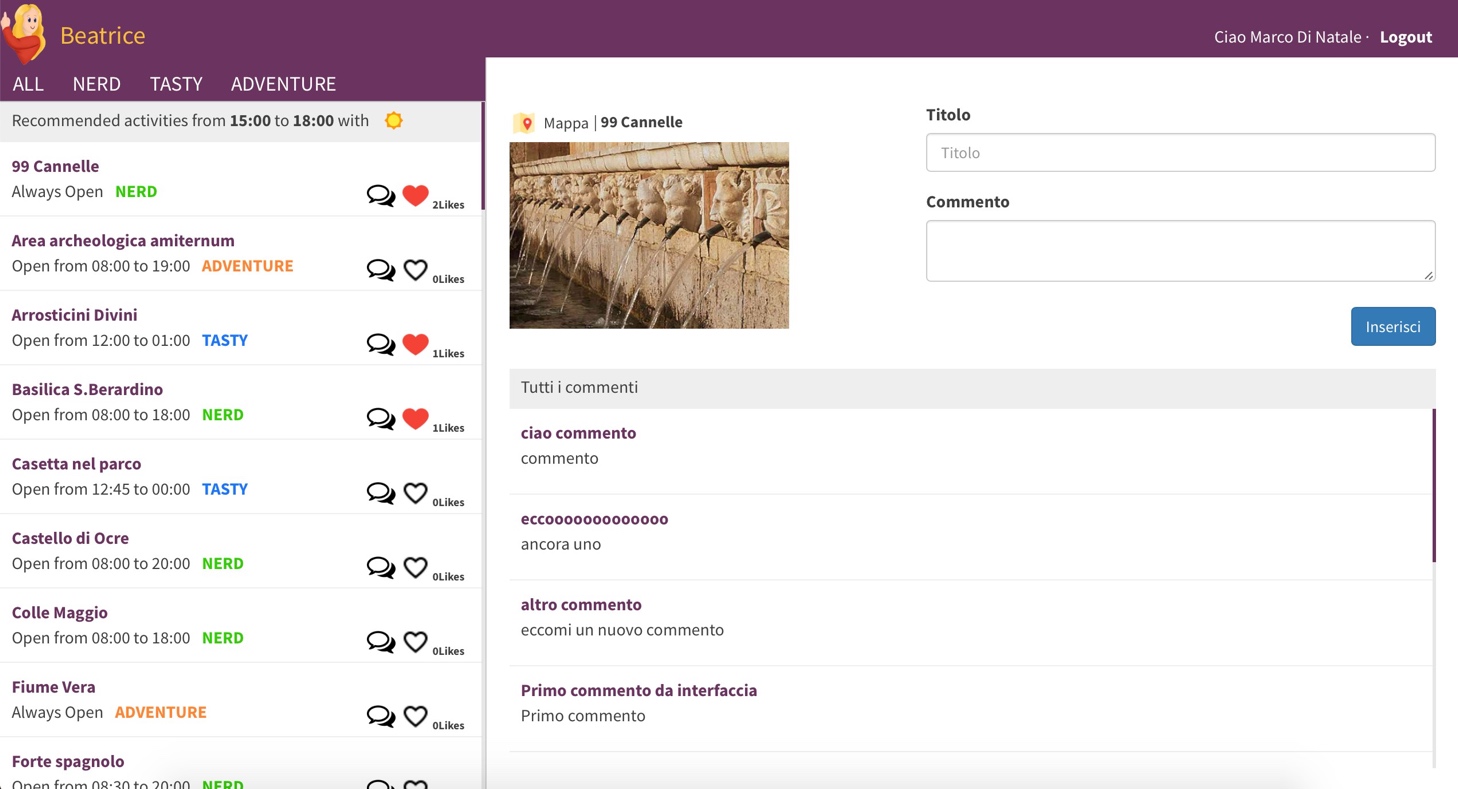 Beatrice
Ciao Marco Di Natale · Logout
ALL NERD TASTY ADVENTURE
Recommended activities from 15:00 to 18:00 with
99 Cannelle
Always Open NERD
2Likes
Area archeologica amiternum
Open from 08:00 to 19:00 ADVENTURE
0Likes
Arrosticini Divini
Open from 12:00 to 01:00 TASTY
1Likes
Basilica S.Berardino
Open from 08:00 to 18:00 NERD
1Likes
Casetta nel parco
Open from 12:45 to 00:00 TASTY
0Likes
Castello di Ocre
Open from 08:00 to 20:00 NERD
0Likes
Colle Maggio
Open from 08:00 to 18:00 NERD
0Likes
Fiume Vera
Always Open ADVENTURE
0Likes
Forte spagnolo
Open from 08:30 to 20:00 NERD
Mappa | 99 Cannelle
Titolo
Titolo
Commento
Inserisci
Tutti i commenti
ciao commento
commento
eccooooooooooooo
ancora uno
altro commento
eccomi un nuovo commento
Primo commento da interfaccia
Primo commento